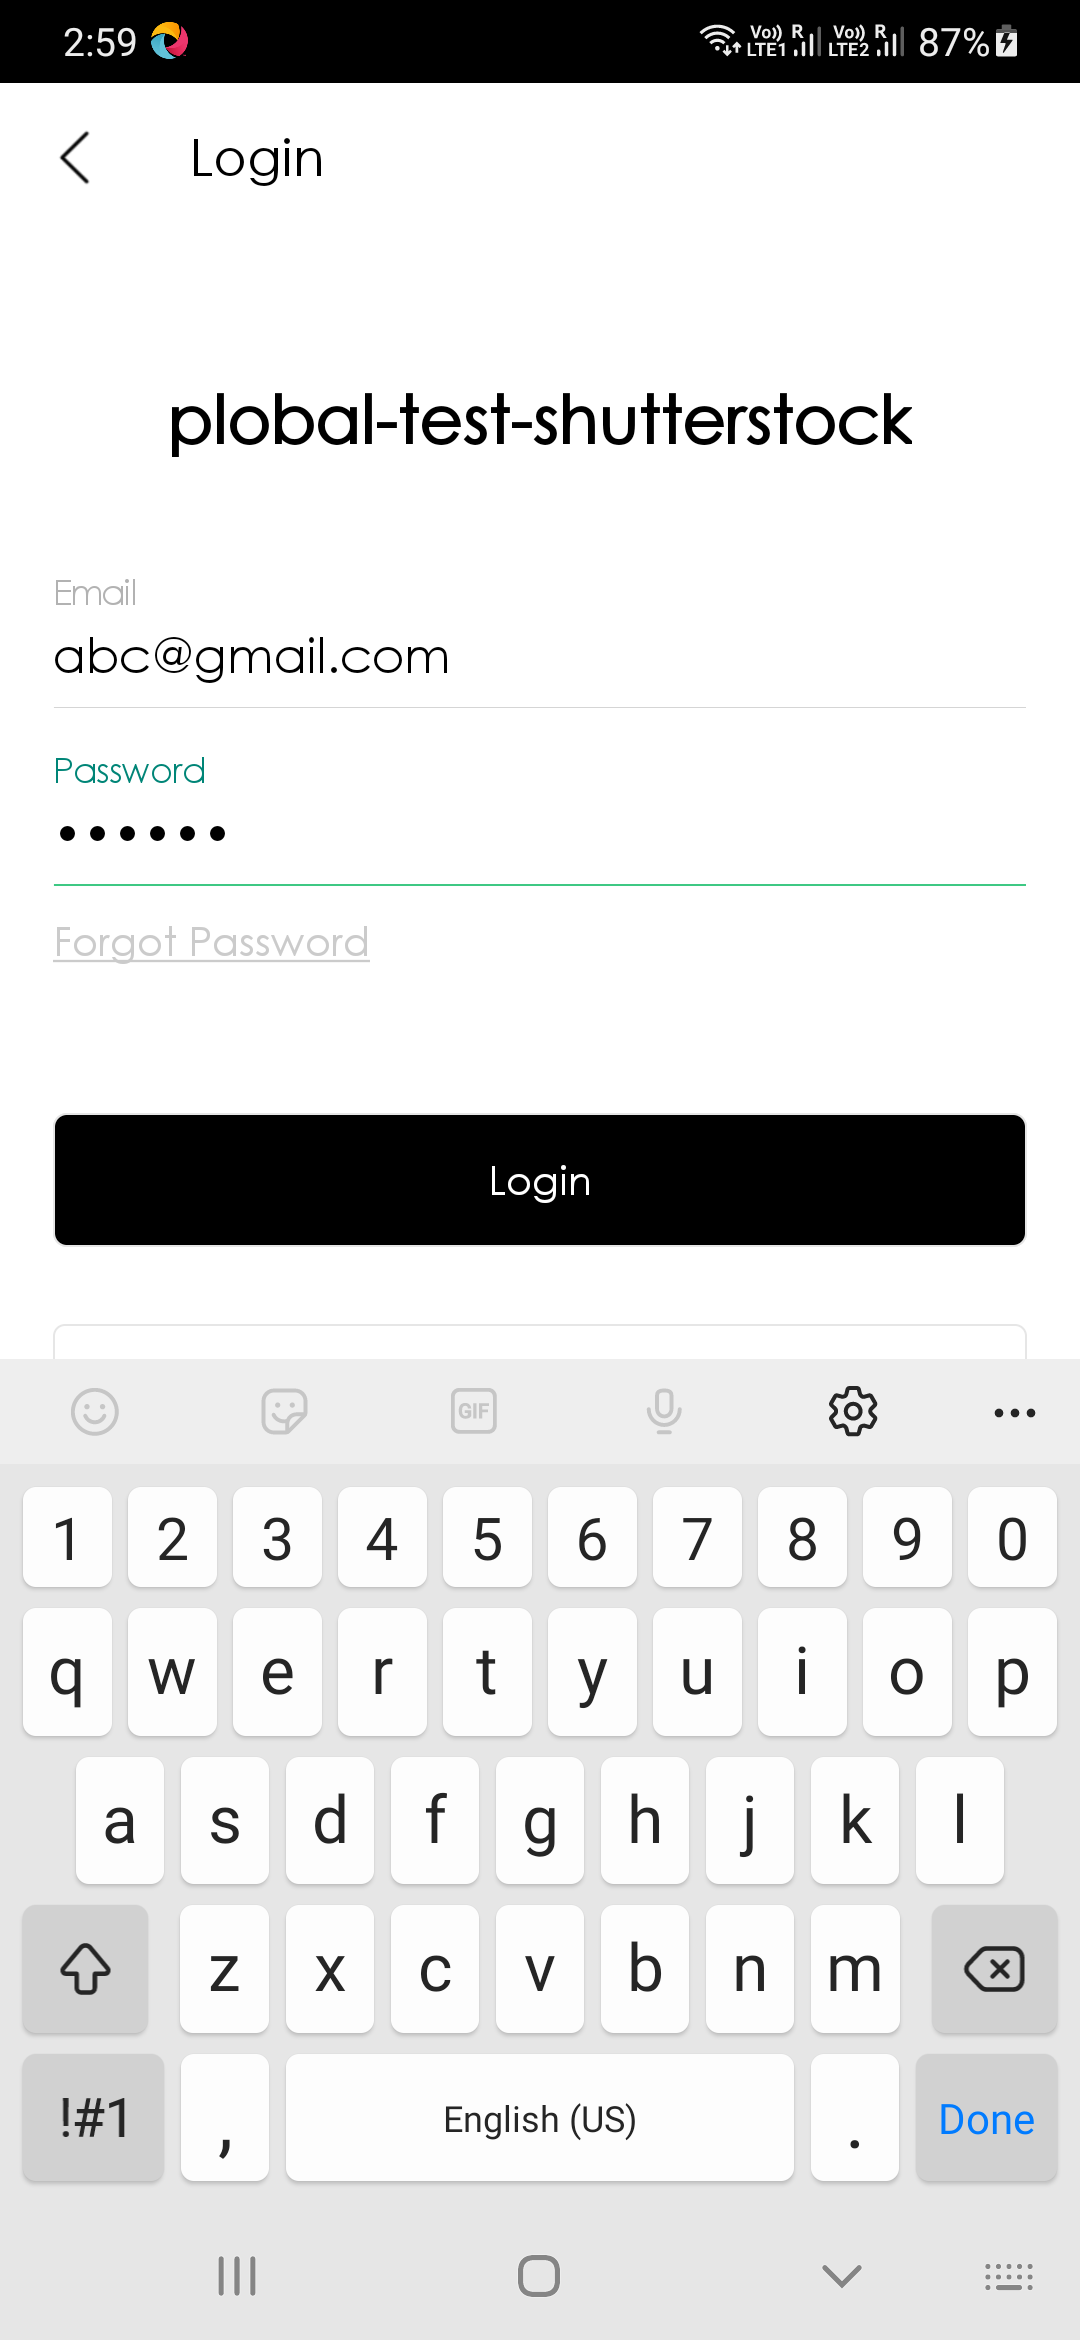 2:59 Vo)) R Vo)) R 87%
LTE1 LTE2
Login
plobal-test-shutterstock
Email
abc@gmail.com
Password
••••••
Forgot Password
Login
GIF
1 2 3 4 5 6 7 8 9 0
q w e r t y u i o p
a s d f g h j k l
z x c v b n m
!#1 , English (US) . Done